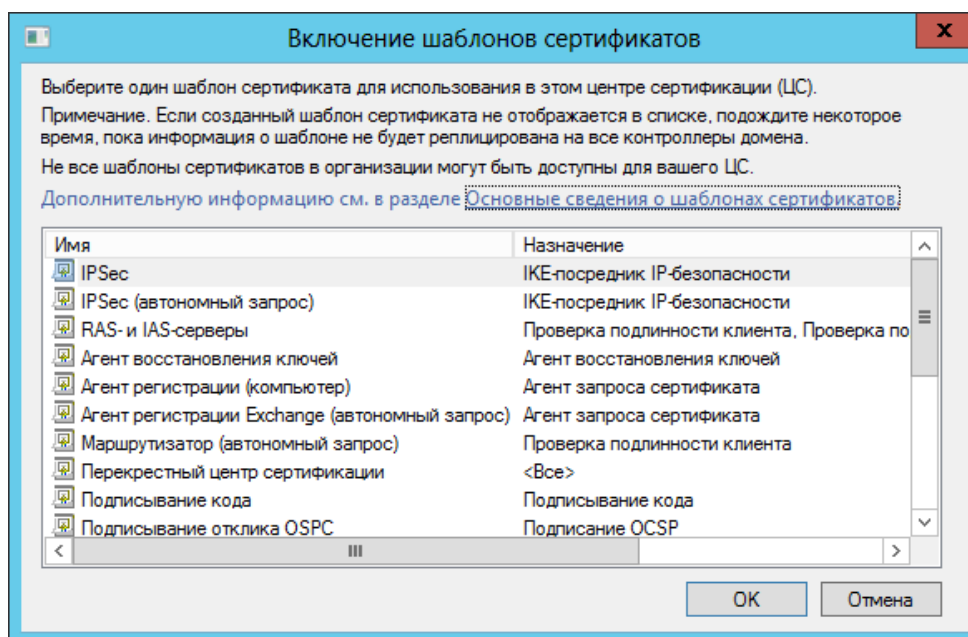 Включение шаблонов сертификатов
x
Выберите один шаблон сертификата для использования в этом центре сертификации (ЦС).
Примечание. Если созданный шаблон сертификата не отображается в списке, подождите некоторое
время, пока информация о шаблоне не будет реплицирована на все контроллеры домена.
Не все шаблоны сертификатов в организации могут быть доступны для вашего ЦС.
Дополнительную информацию см. в разделе Основные сведения о шаблонах сертификатов.
Имя Назначение
IPSec IKE-посредник IP-безопасности
IPSec (автономный запрос) IKE-посредник IP-безопасности
RAS- и IAS-серверы Проверка подлинности клиента, Проверка по
Агент восстановления ключей Агент восстановления ключей
Агент регистрации (компьютер) Агент запроса сертификата
Агент регистрации Exchange (автономный запрос) Агент запроса сертификата
Маршрутизатор (автономный запрос) Проверка подлинности клиента
Перекрестный центр сертификации <Все>
Подписывание кода Подписывание кода
Подписывание отклика OSPC Подписание OCSP
OK Отмена